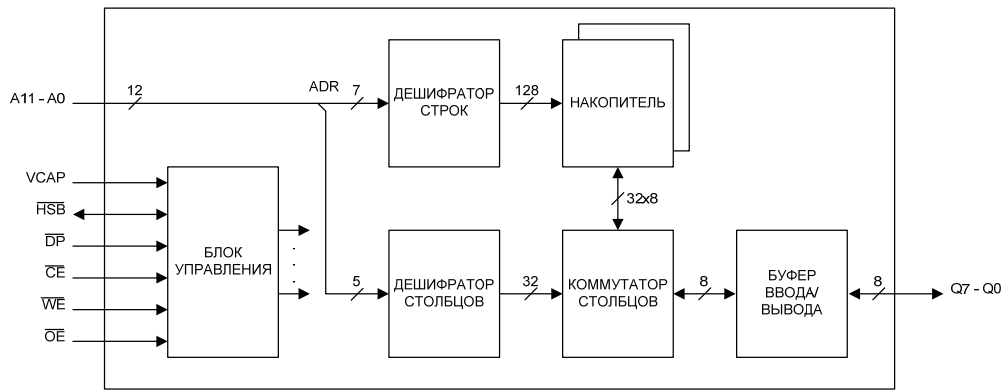 A11 - A0
12
ADR
7
ДЕШИФРАТОР
СТРОК
128
НАКОПИТЕЛЬ
32x8
VCAP
HSB
DP
CE
WE
OE
БЛОК
УПРАВЛЕНИЯ
5
ДЕШИФРАТОР
СТОЛБЦОВ
32
КОММУТАТОР
СТОЛБЦОВ
8
БУФЕР
ВВОДА/
ВЫВОДА
8
Q7 - Q0